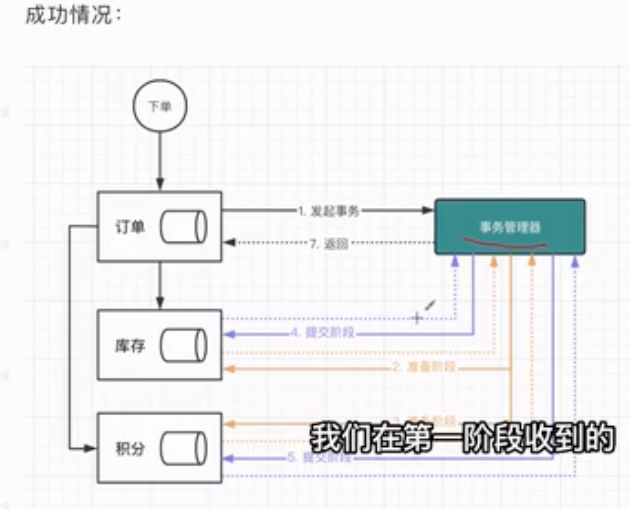 成功情况：
下单
订单
1. 发起事务
事务管理器
7. 返回
库存
4. 提交阶段
2. 准备阶段
积分
我们在第一阶段收到的
5. 提交阶段